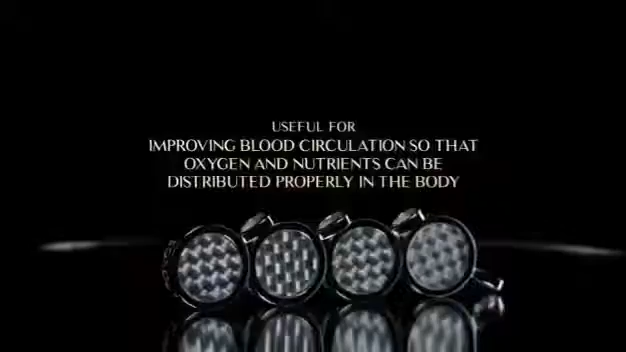 USEFUL FOR
IMPROVING BLOOD CIRCULATION SO THAT
OXYGEN AND NUTRIENTS CAN BE
DISTRIBUTED PROPERLY IN THE BODY